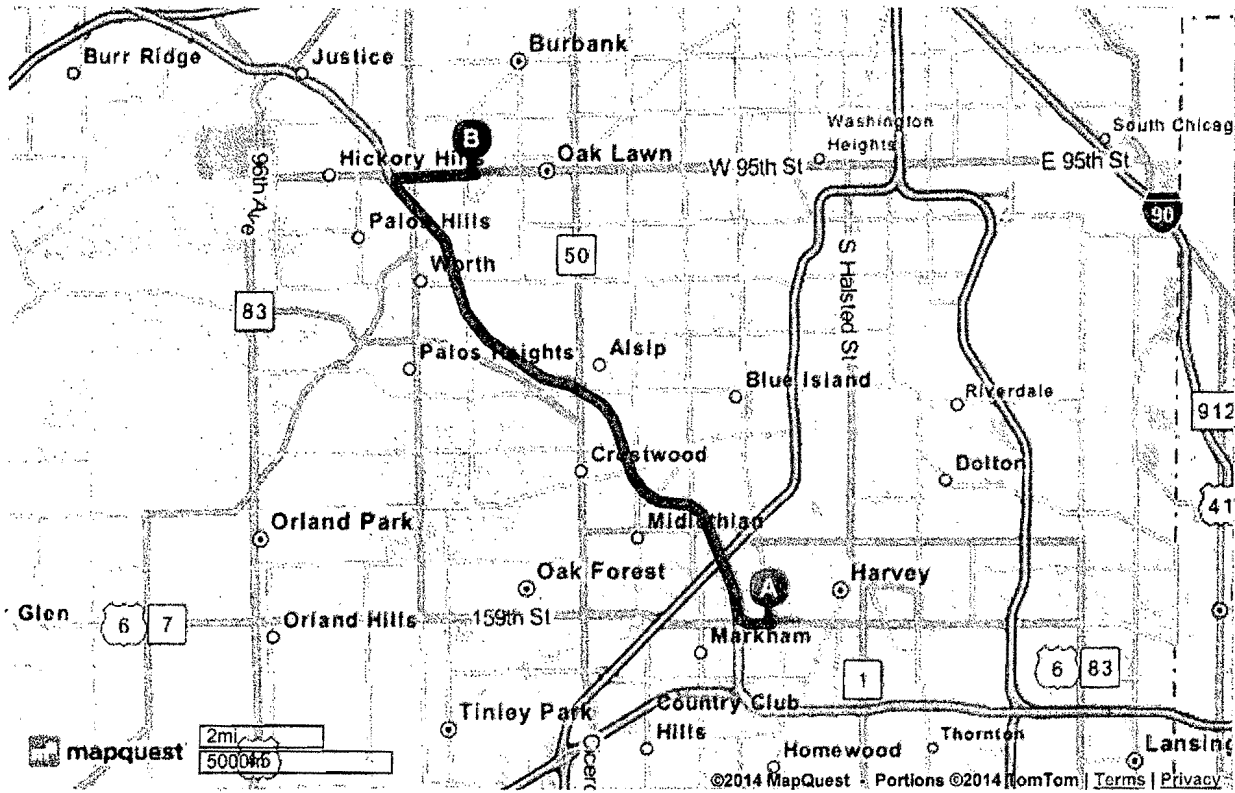 Burr Ridge
Justice
Burbank
Washington
Heights
South Chicag
B
Hickory Hills
Oak Lawn
W 95th St
E 95th St
96th Ave
90
Palos Hills
Worth
50
S Halsted St
83
Palos Heights
Alsip
Blue Island
Riverdale
912
Crestwood
Dolton
41
Orland Park
Midlothian
Oak Forest
A
Harvey
Glen
6
7
Orland Hills
159th St
Markham
1
6
83
Tinley Park
Country Club
Hills
Cicero
Homewood
Thornton
Lansing
mapquest
2mi
©2014 MapQuest - Portions ©2014 TomTom | Terms | Privacy